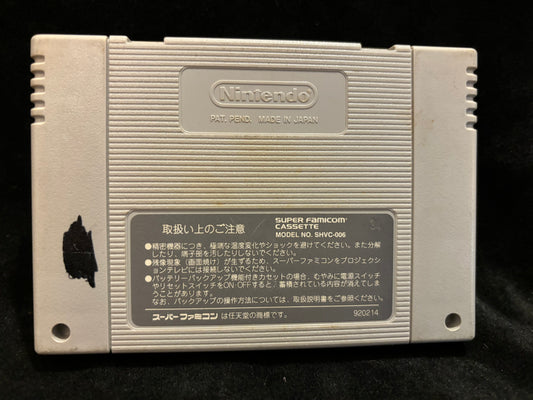 Nintendo
PAT. PEND. MADE IN JAPAN
取扱い上のご注意
SUPER FAMICOM
CASSETTE
MODEL NO. SHVC-006
●精密機器につき、極端な温度変化やショックを避けてください。また分解
したり、端子部を汚したりしないでください。
●残像現象（画面焼け）が生ずるため、スーパーファミコンをプロジェクシ
ョンテレビには接続しないでください。
●バッテリーバックアップ機能付きカセットの場合、むやみに電源スイッチ
やリセットスイッチをON・OFFすると、蓄積されている内容が消えてしま
うことがあります。
なお、バックアップの操作方法については、取扱説明書をご参照ください。
スーパーファミコン は任天堂の商標です。
920214